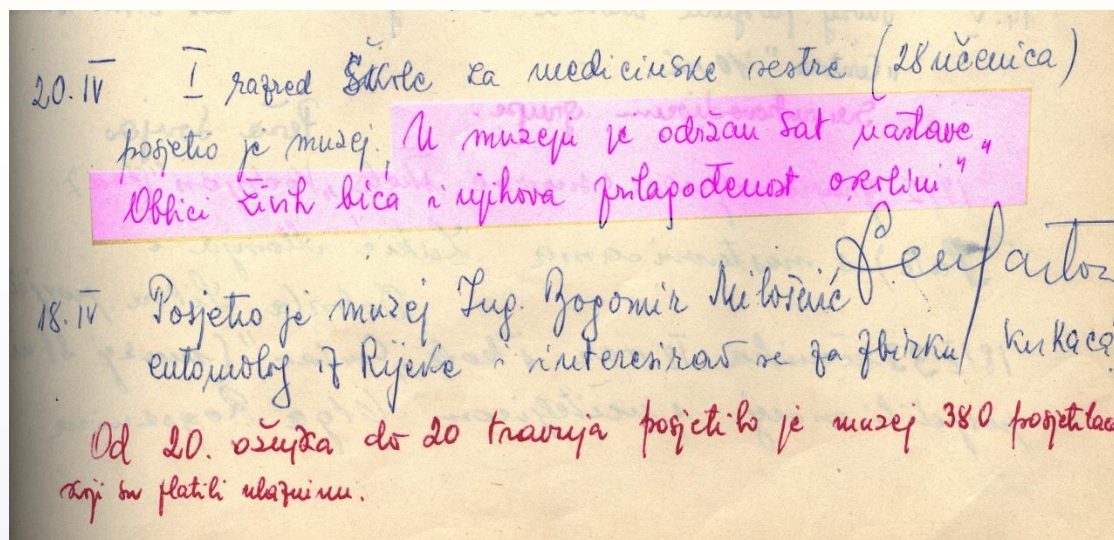 20.IV I razred Škole za medicinske sestre (28 učenica)
posjetio je muzej. U muzeju je održan sat nastave „
Oblici živih bića i njihova prilagođenost okolini"
18.IV Posjetio je muzej Ing. Bogomir Milošević
entomolog iz Rijeke i interesirao se za zbirku kukaca
Od 20. ožujka do 20 travnja posjetilo je muzej 380 posjetilaca
koji su platili ulazninu.